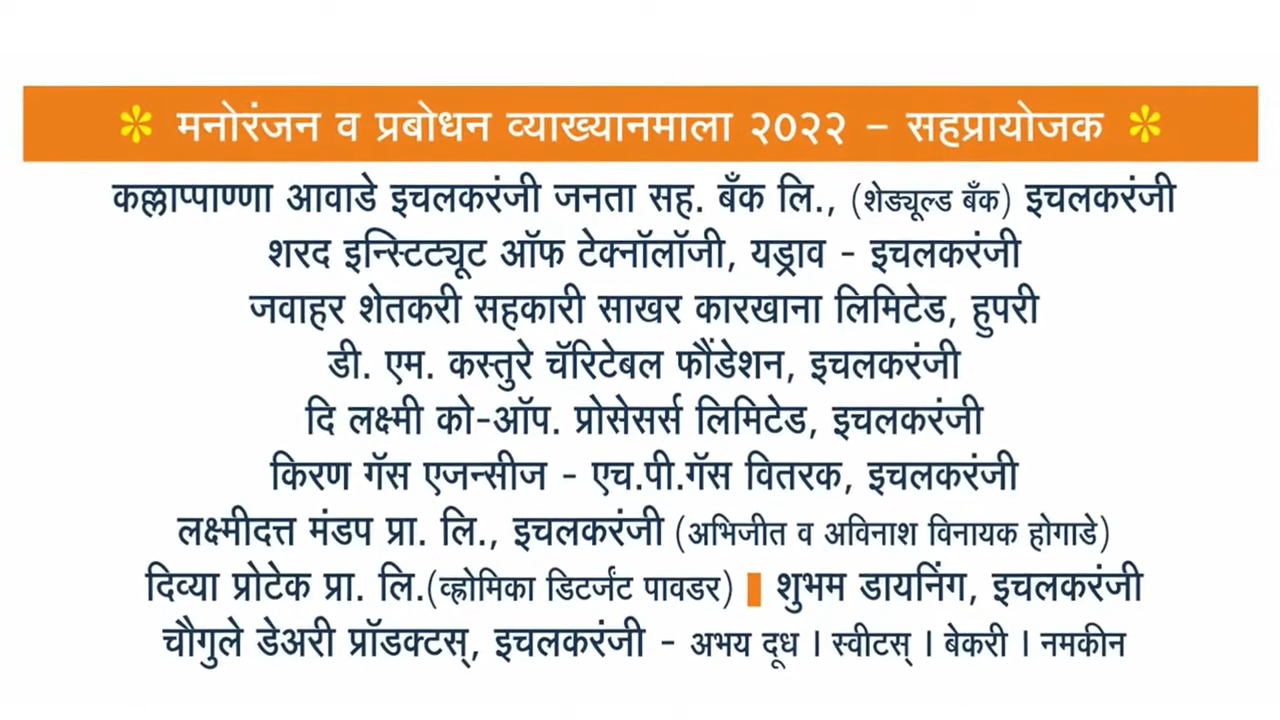 * मनोरंजन व प्रबोधन व्याख्यानमाला २०२२ – सहप्रायोजक *
कल्लाप्पाण्णा आवाडे इचलकरंजी जनता सह. बँक लि., (शेड्यूल्ड बँक) इचलकरंजी
शरद इन्स्टिट्यूट ऑफ टेक्नॉलॉजी, यड्राव - इचलकरंजी
जवाहर शेतकरी सहकारी साखर कारखाना लिमिटेड, हुपरी
डी. एम. कस्तुरे चॅरिटेबल फौंडेशन, इचलकरंजी
दि लक्ष्मी को-ऑप. प्रोसेसर्स लिमिटेड, इचलकरंजी
किरण गॅस एजन्सीज - एच.पी.गॅस वितरक, इचलकरंजी
लक्ष्मीदत्त मंडप प्रा. लि., इचलकरंजी (अभिजीत व अविनाश विनायक होगाडे)
दिव्या प्रोटेक प्रा. लि.(व्होमिका डिटर्जंट पावडर) ▮ शुभम डायनिंग, इचलकरंजी
चौगुले डेअरी प्रॉडक्टस्, इचलकरंजी - अभय दूध । स्वीटस् । बेकरी । नमकीन